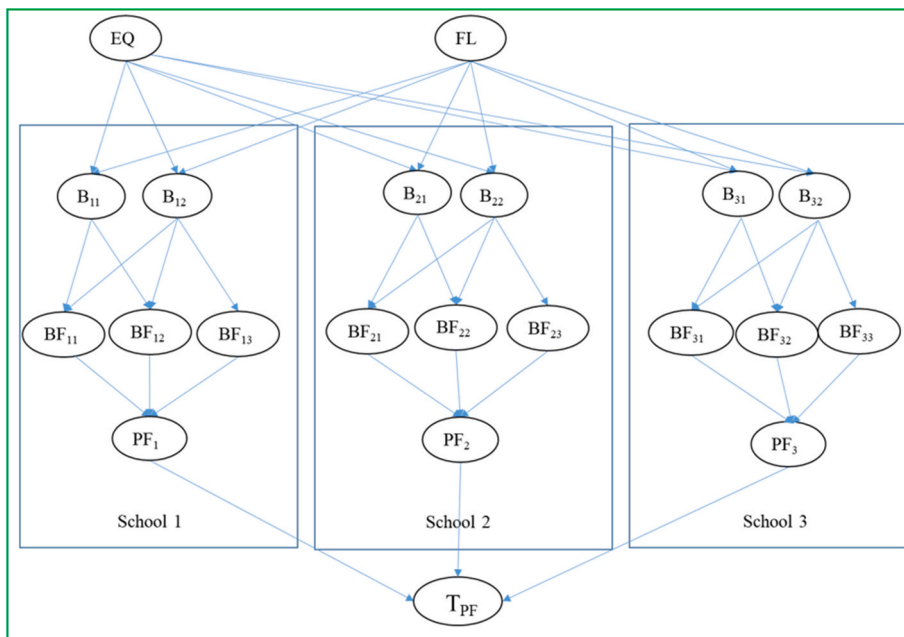 EQ FL
B₁₁ B₁₂ B₂₁ B₂₂ B₃₁ B₃₂
BF₁₁ BF₁₂ BF₁₃ BF₂₁ BF₂₂ BF₂₃ BF₃₁ BF₃₂ BF₃₃
PF₁ PF₂ PF₃
School 1 School 2 School 3
T_PF